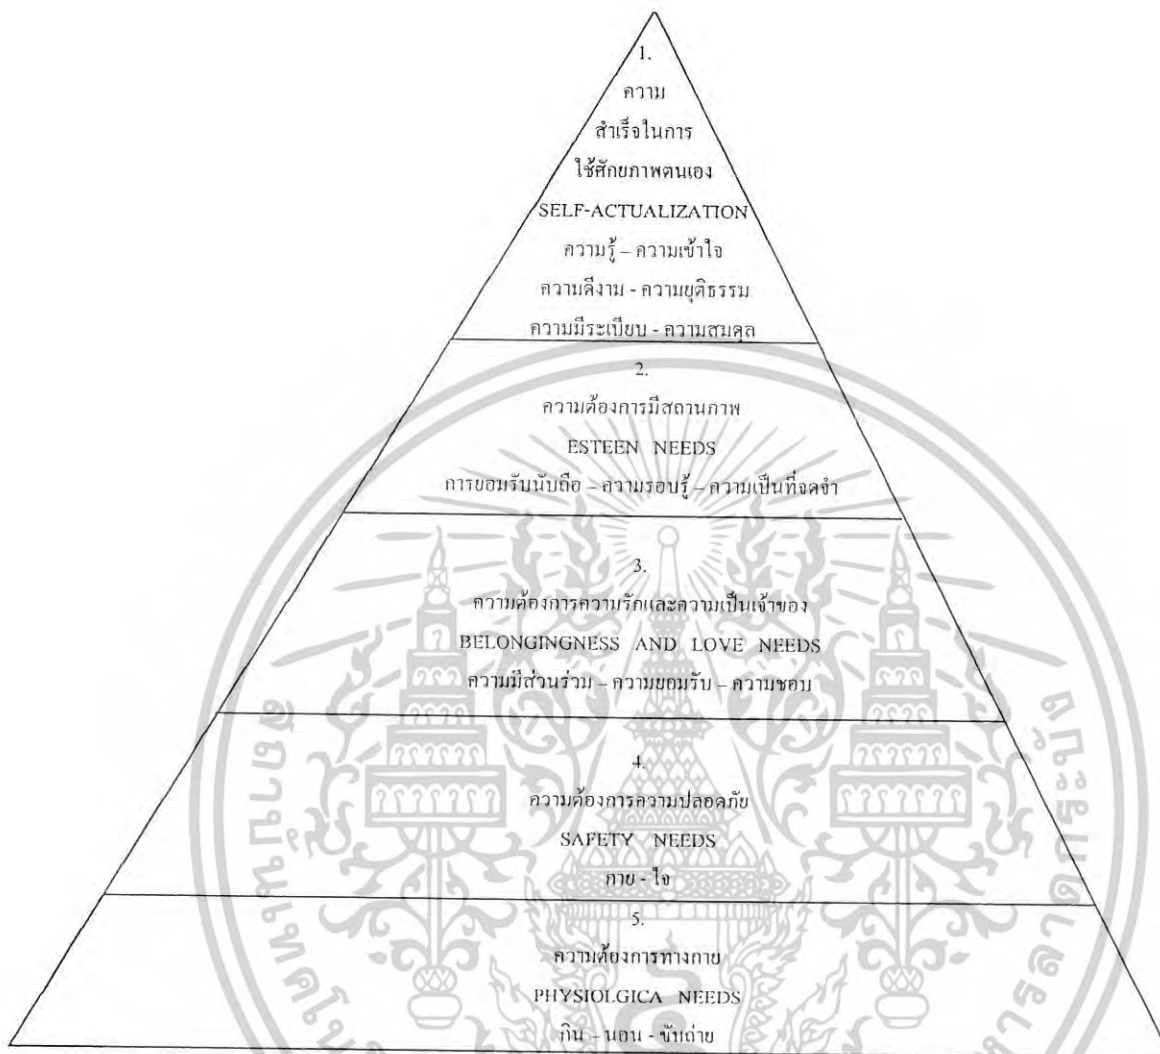 1.
ความ
สำเร็จในการ
ใช้ศักยภาพตนเอง
SELF-ACTUALIZATION
ความรู้ – ความเข้าใจ
ความดีงาม - ความยุติธรรม
ความมีระเบียบ - ความสมดุล
2.
ความต้องการมีสถานภาพ
ESTEEN NEEDS
การยอมรับนับถือ – ความรอบรู้ – ความเป็นที่จดจำ
3.
ความต้องการความรักและความเป็นเจ้าของ
BELONGINGNESS AND LOVE NEEDS
ความมีส่วนร่วม – ความยอมรับ – ความชอบ
4.
ความต้องการความปลอดภัย
SAFETY NEEDS
กาย - ใจ
5.
ความต้องการทางกาย
PHYSIOLGICA NEEDS
กิน – นอน - ขับถ่าย